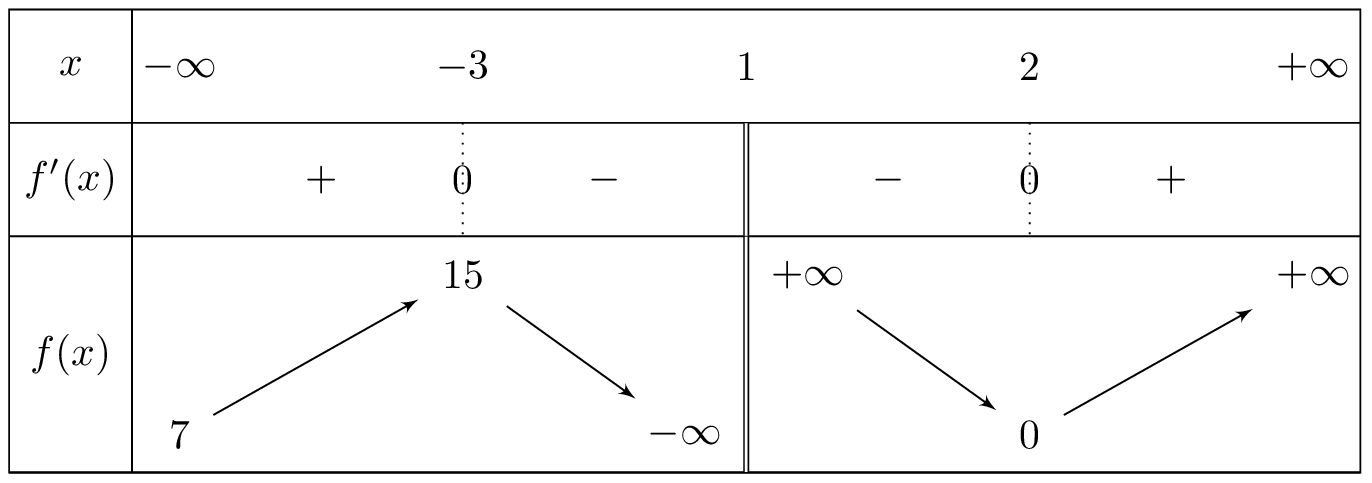 x −∞ −3 1 2 +∞
f′(x) + 0 − − 0 +
15 +∞ +∞
f(x)
7 −∞ 0